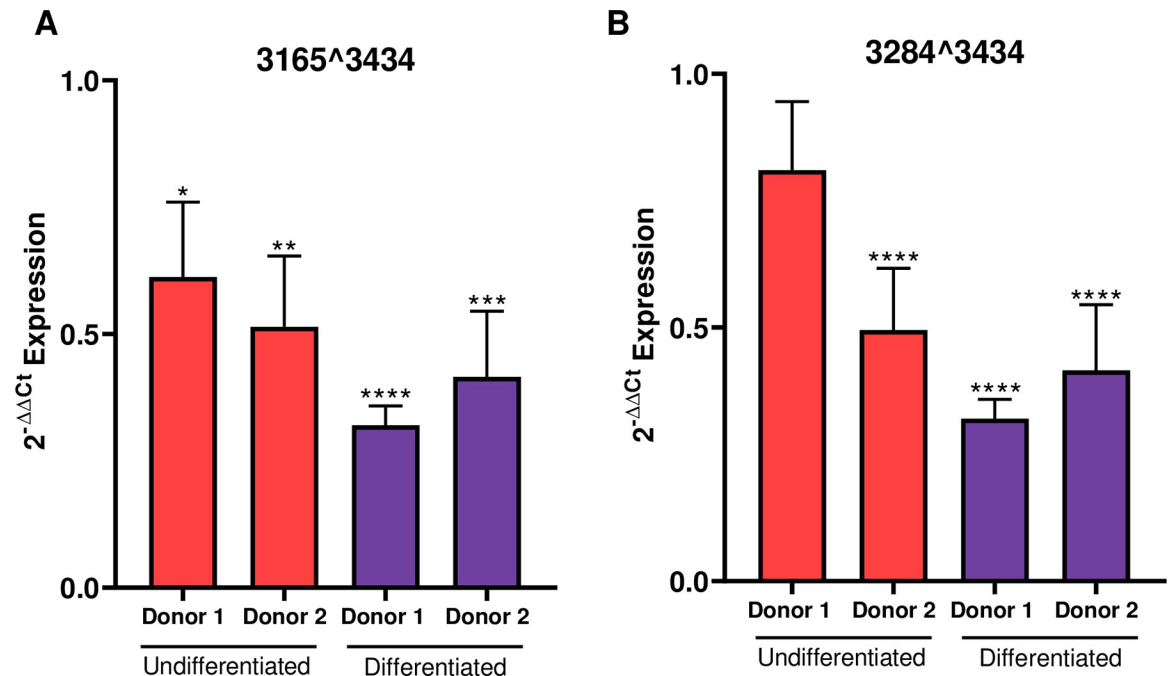 A
3165^3434
1.0
0.5
0.0
2-ΔΔCt Expression
*
**
****
***
Donor 1 Donor 2 Donor 1 Donor 2
Undifferentiated Differentiated
B
3284^3434
1.0
0.5
0.0
2-ΔΔCt Expression
****
****
****
Donor 1 Donor 2 Donor 1 Donor 2
Undifferentiated Differentiated